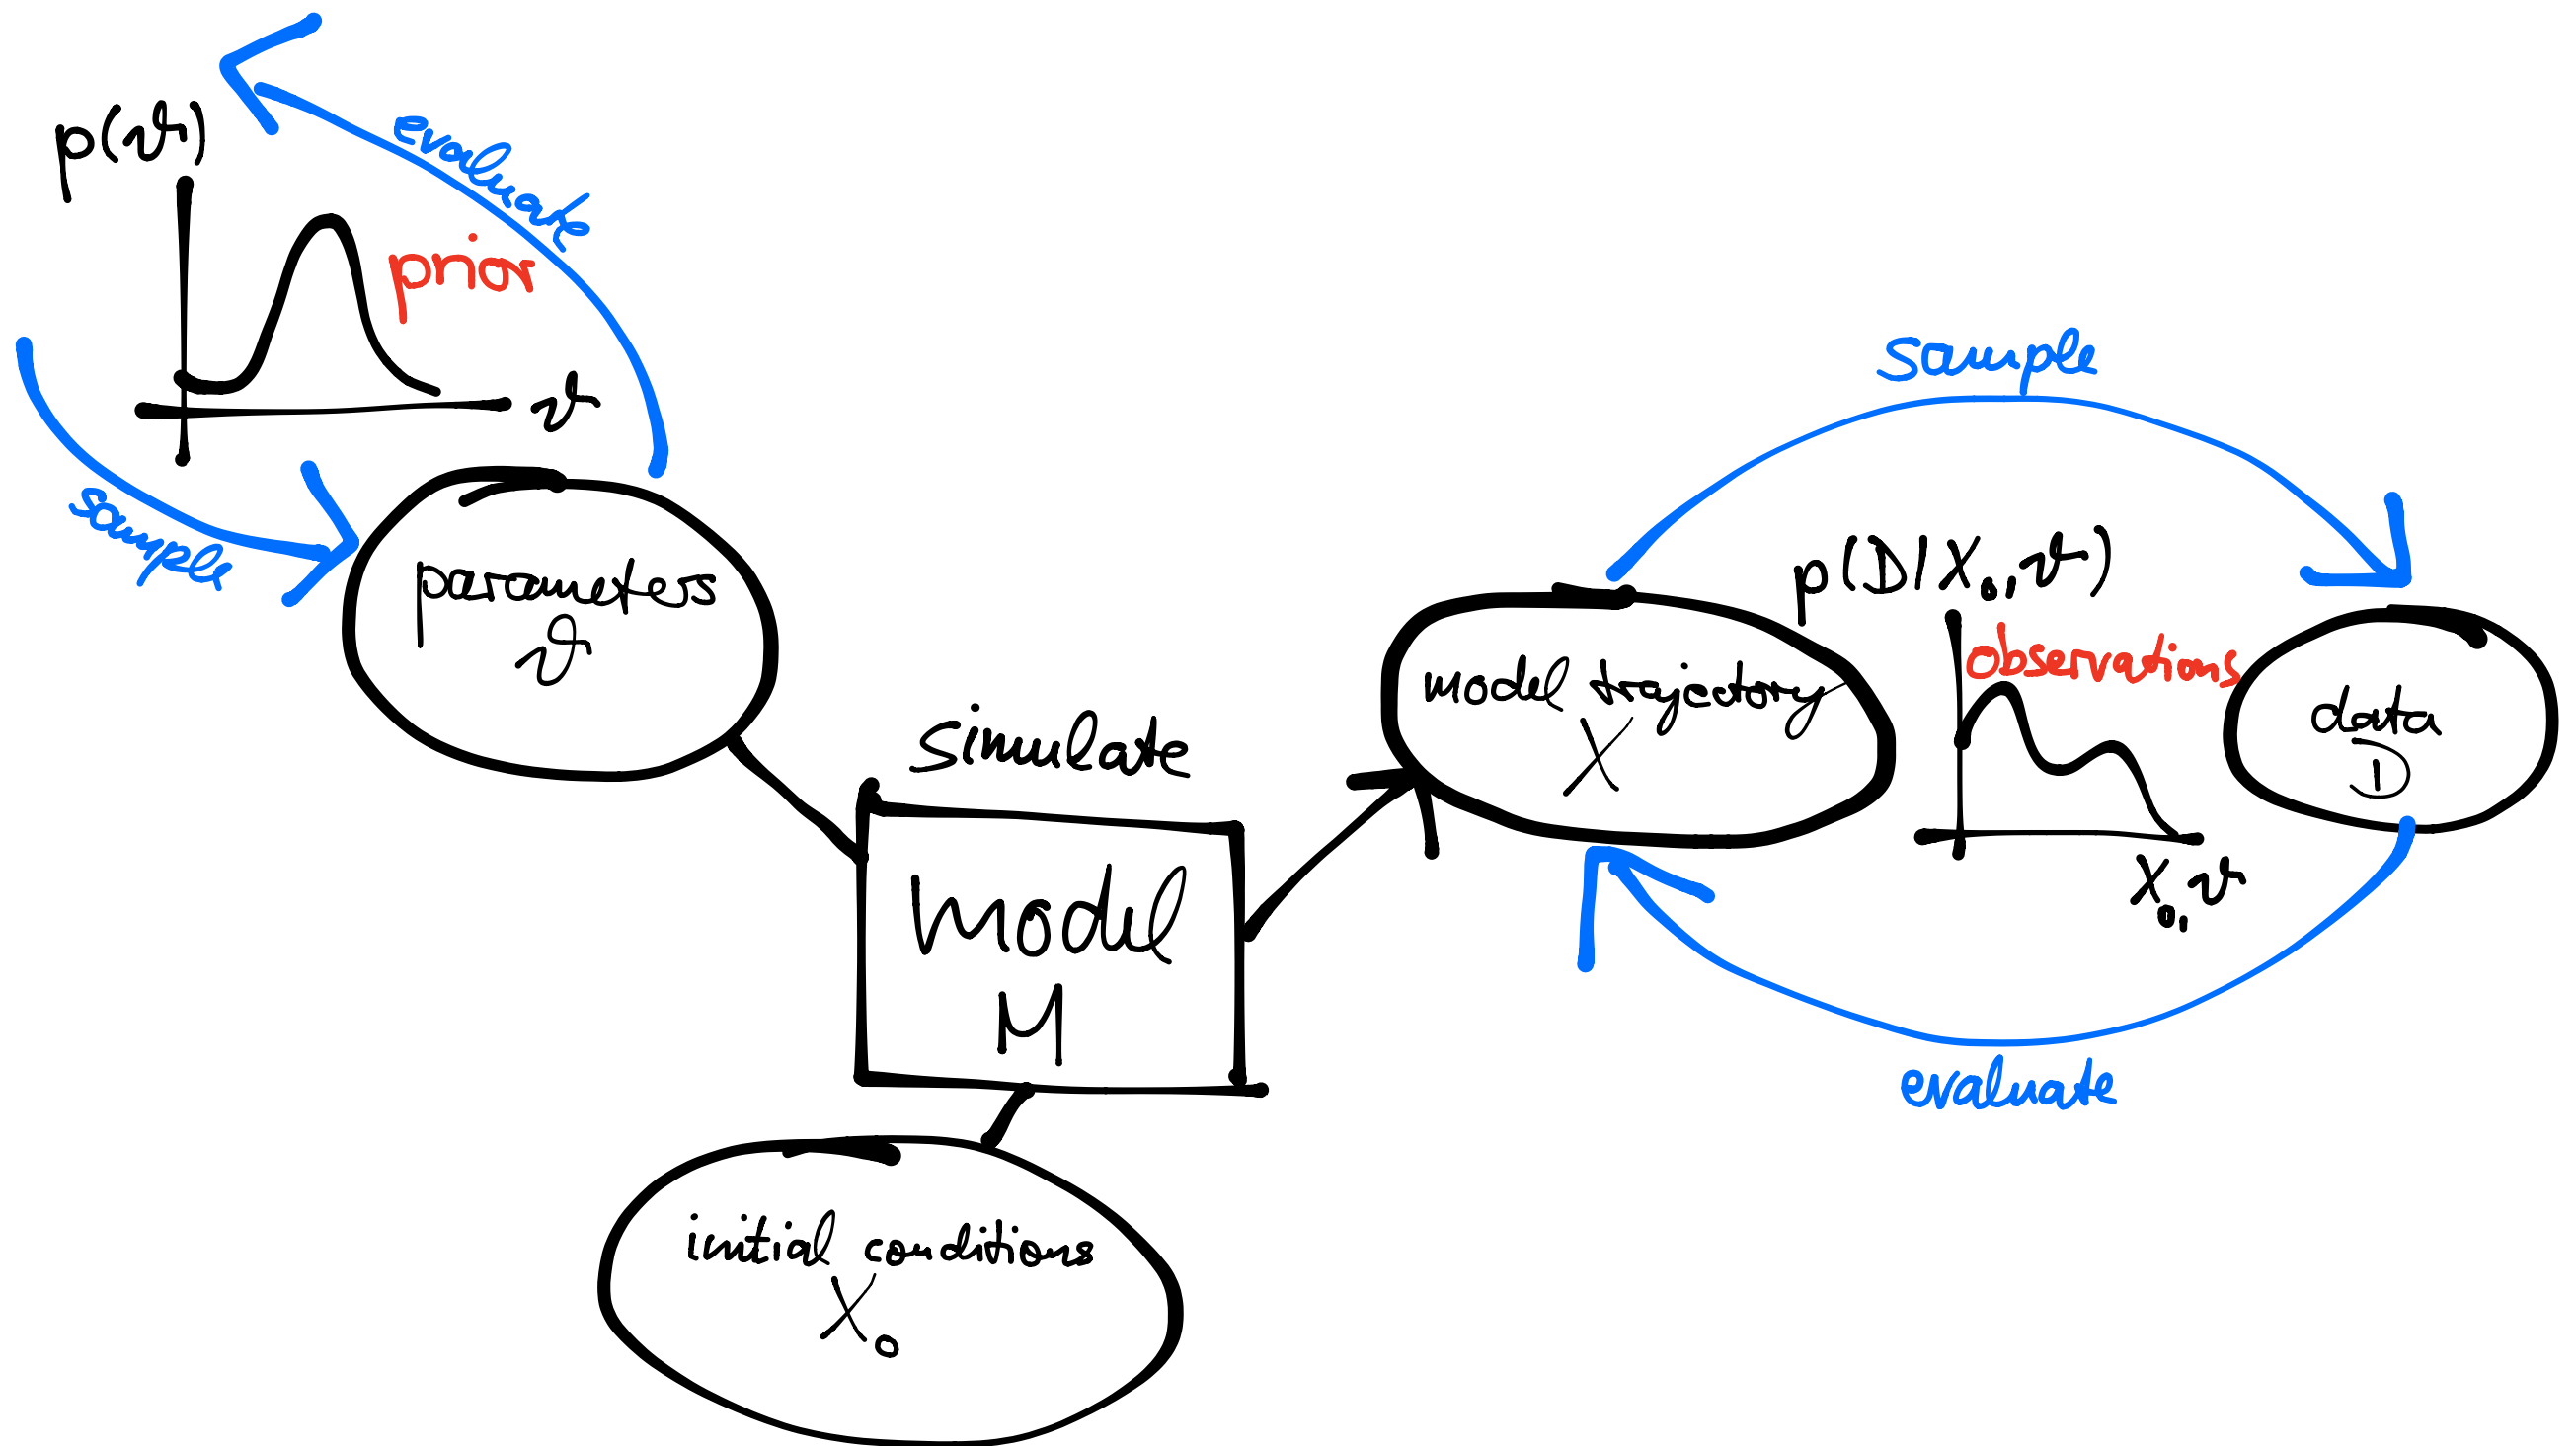 p(ϑ)
evaluate
prior
ϑ
sample
parameters
ϑ
simulate
Model
M
initial conditions
X₀
model trajectory
X
sample
p(D|X₀,ϑ)
observations
X₀,ϑ
data
D
evaluate